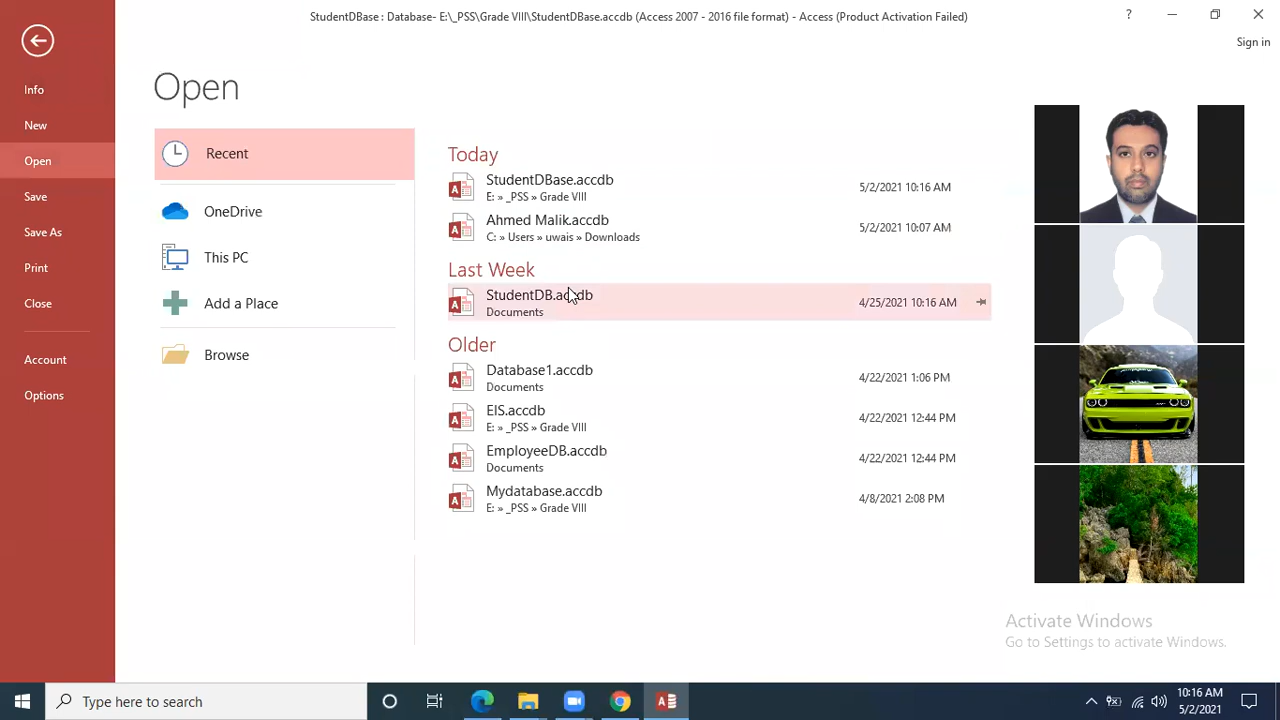 StudentDBase : Database- E:\_PSS\Grade VIII\StudentDBase.accdb (Access 2007 - 2016 file format) - Access (Product Activation Failed)
?
Sign in
Info
New
Open
Save
Save As
Print
Close
Account
Options
Open
Recent
OneDrive
This PC
Add a Place
Browse
Today
StudentDBase.accdb 5/2/2021 10:16 AM
E: » _PSS » Grade VIII
Ahmed Malik.accdb 5/2/2021 10:07 AM
C: » Users » uwais » Downloads
Last Week
StudentDB.accdb 4/25/2021 10:16 AM
Documents
Older
Database1.accdb 4/22/2021 1:06 PM
Documents
EIS.accdb 4/22/2021 12:44 PM
E: » _PSS » Grade VIII
EmployeeDB.accdb 4/22/2021 12:44 PM
Documents
Mydatabase.accdb 4/8/2021 2:08 PM
E: » _PSS » Grade VIII
Activate Windows
Go to Settings to activate Windows.
Type here to search
10:16 AM
5/2/2021